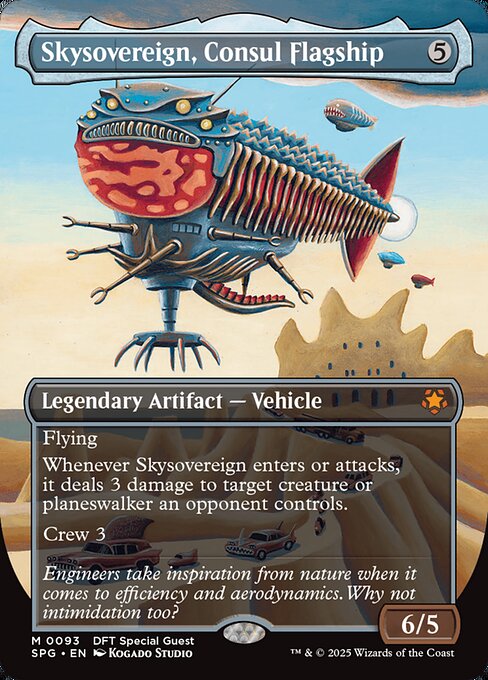 Skysovereign, Consul Flagship 5
Legendary Artifact — Vehicle
Flying
Whenever Skysovereign enters or attacks,
it deals 3 damage to target creature or
planeswalker an opponent controls.
Crew 3
Engineers take inspiration from nature when it
comes to efficiency and aerodynamics. Why not
intimidation too?
6/5
M 0093 DFT Special Guest
SPG • EN Kogado Studio
™ & © 2025 Wizards of the Coast